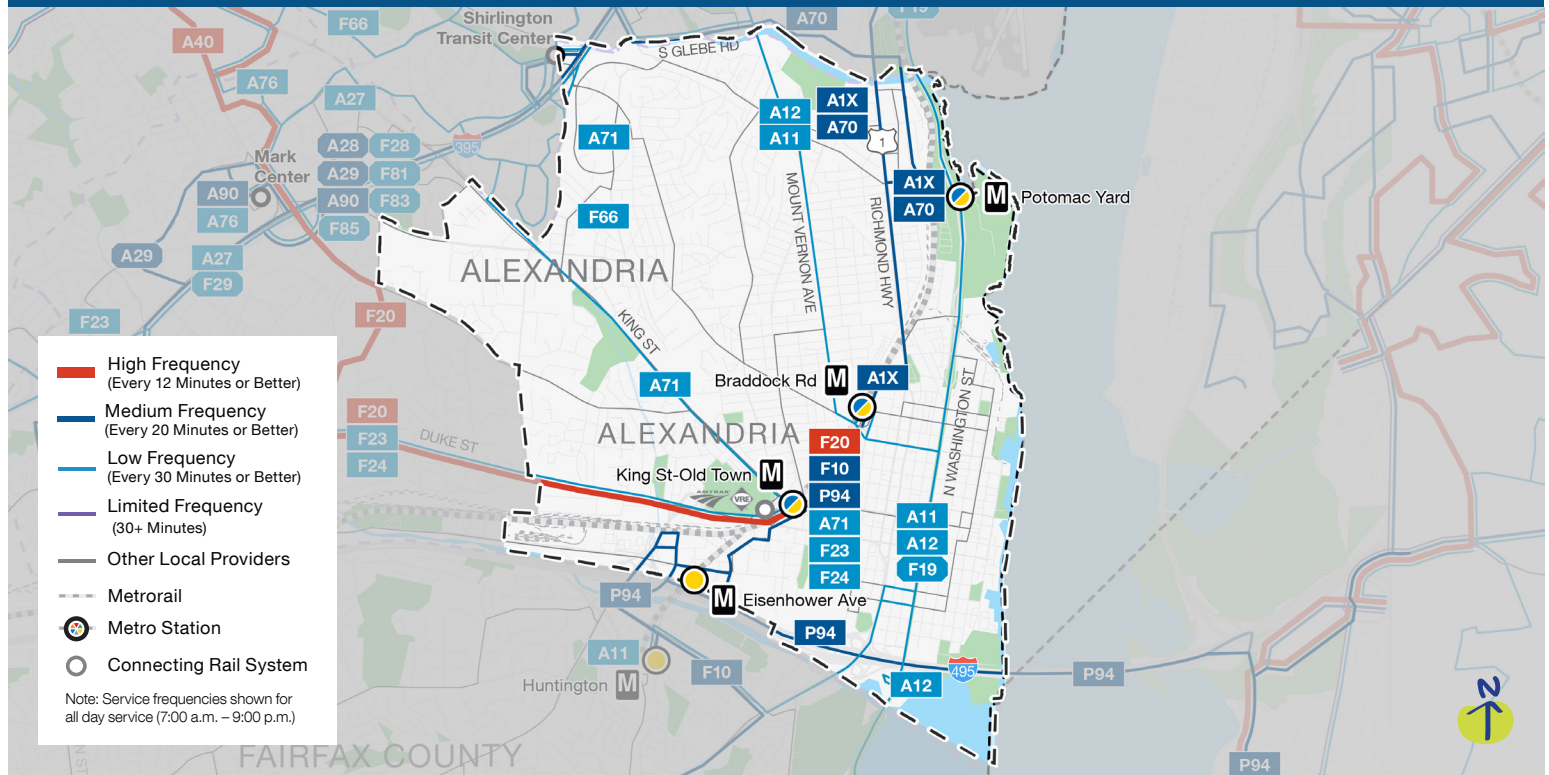 Shirlington
Transit Center
F66
A70
F19
A40
A76
A27
S GLEBE RD
A28
F28
395
A29
F81
A90
F83
F85
Mark
Center
A90
A76
A29
A27
F29
F23
F20
A71
F66
A12
A11
A1X
A70
1
A1X
A70
M
Potomac Yard
MOUNT VERNON AVE
RICHMOND HWY
ALEXANDRIA
KING ST
A71
Braddock Rd
M
A1X
N WASHINGTON ST
ALEXANDRIA
F20
F23
F24
DUKE ST
King St-Old Town
M
AMTRAK
VRE
F20
F10
P94
A71
F23
F24
A11
A12
F19
P94
M
Eisenhower Ave
P94
495
P94
A11
Huntington
M
F10
A12
High Frequency
(Every 12 Minutes or Better)
Medium Frequency
(Every 20 Minutes or Better)
Low Frequency
(Every 30 Minutes or Better)
Limited Frequency
(30+ Minutes)
Other Local Providers
Metrorail
Metro Station
Connecting Rail System
Note: Service frequencies shown for
all day service (7:00 a.m. – 9:00 p.m.)
FAIRFAX COUNTY
N
P94